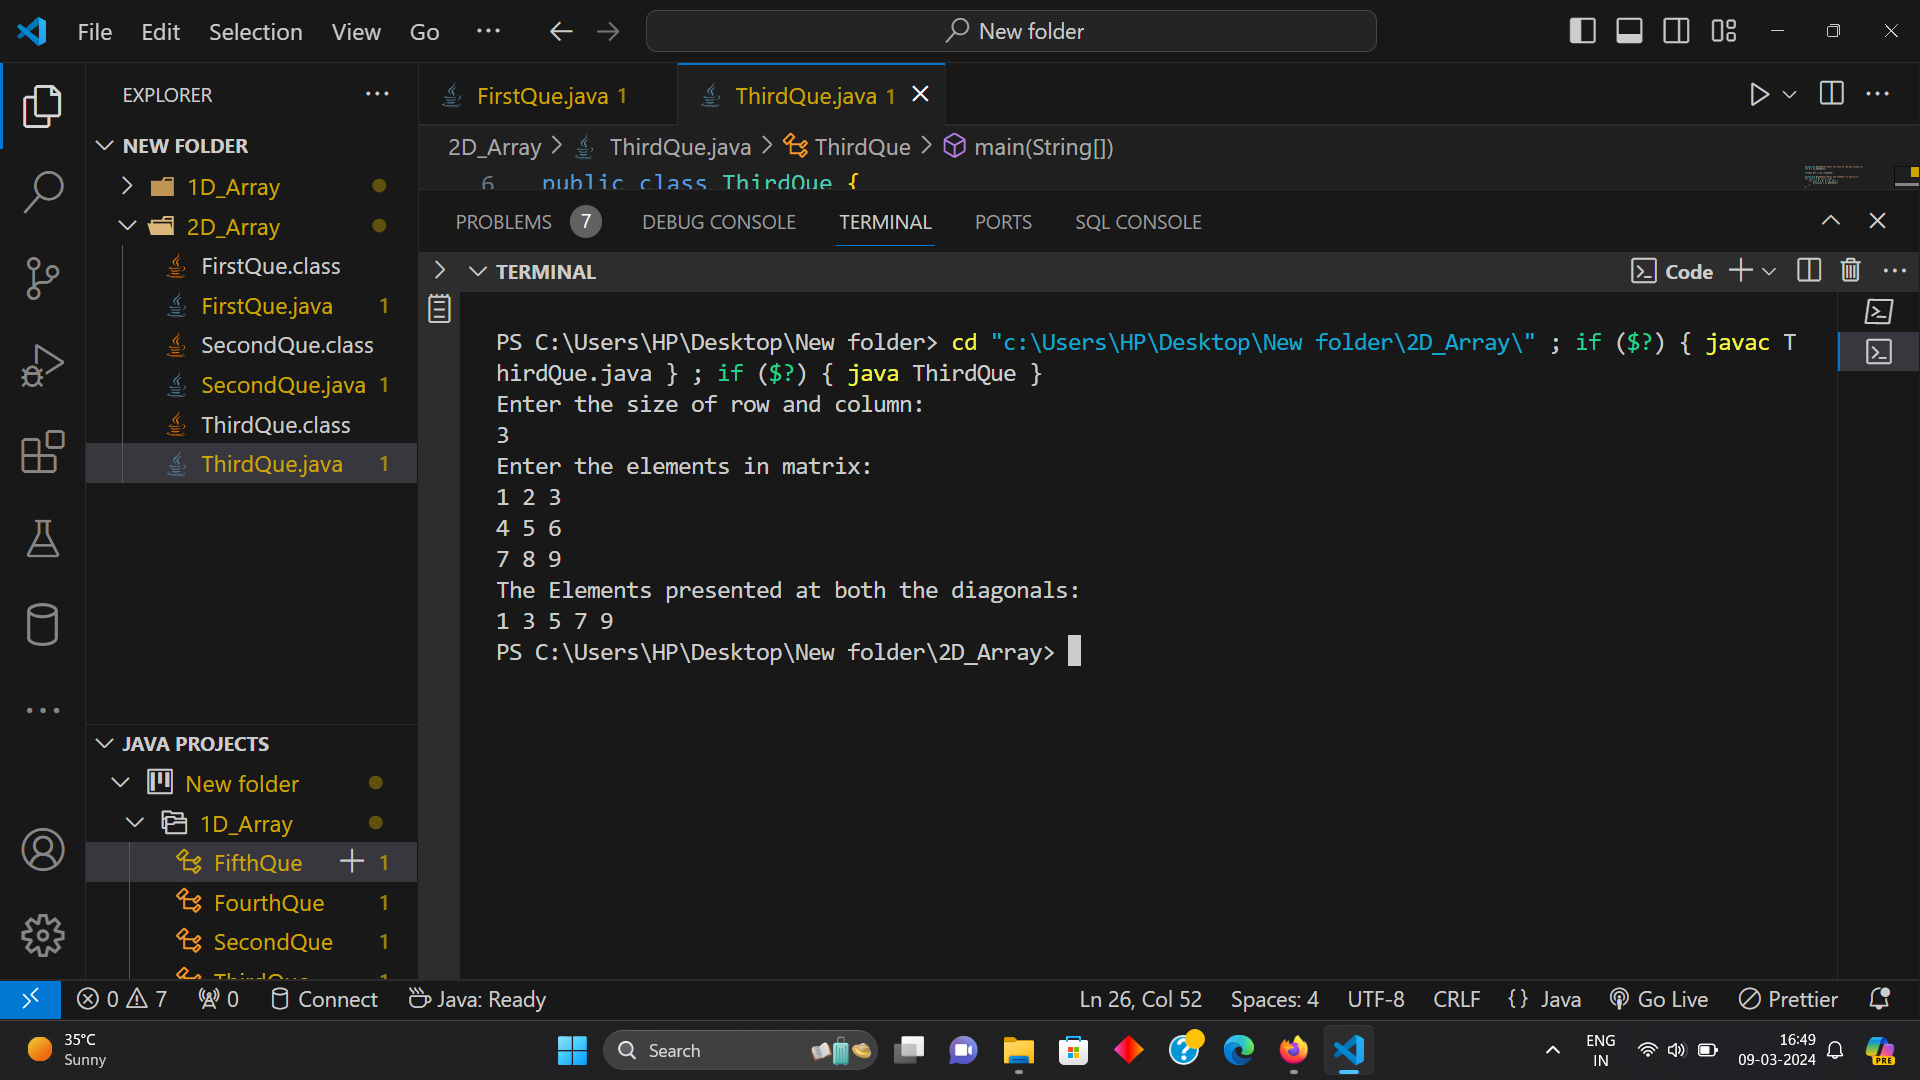 File Edit Selection View Go ··· New folder
EXPLORER
NEW FOLDER
1D_Array
2D_Array
FirstQue.class
FirstQue.java 1
SecondQue.class
SecondQue.java 1
ThirdQue.class
ThirdQue.java 1
JAVA PROJECTS
New folder
1D_Array
FifthQue 1
FourthQue 1
SecondQue 1
ThirdQue 1
FirstQue.java 1 ThirdQue.java 1
2D_Array > ThirdQue.java > ThirdQue > main(String[])
6 public class ThirdQue {
PROBLEMS 7 DEBUG CONSOLE TERMINAL PORTS SQL CONSOLE
TERMINAL Code
PS C:\Users\HP\Desktop\New folder> cd "c:\Users\HP\Desktop\New folder\2D_Array\" ; if ($?) { javac T
hirdQue.java } ; if ($?) { java ThirdQue }
Enter the size of row and column:
3
Enter the elements in matrix:
1 2 3
4 5 6
7 8 9
The Elements presented at both the diagonals:
1 3 5 7 9
PS C:\Users\HP\Desktop\New folder\2D_Array>
0 7 0 Connect Java: Ready Ln 26, Col 52 Spaces: 4 UTF-8 CRLF {} Java Go Live Prettier
35°C
Sunny
Search
ENG
IN
16:49
09-03-2024
PRE